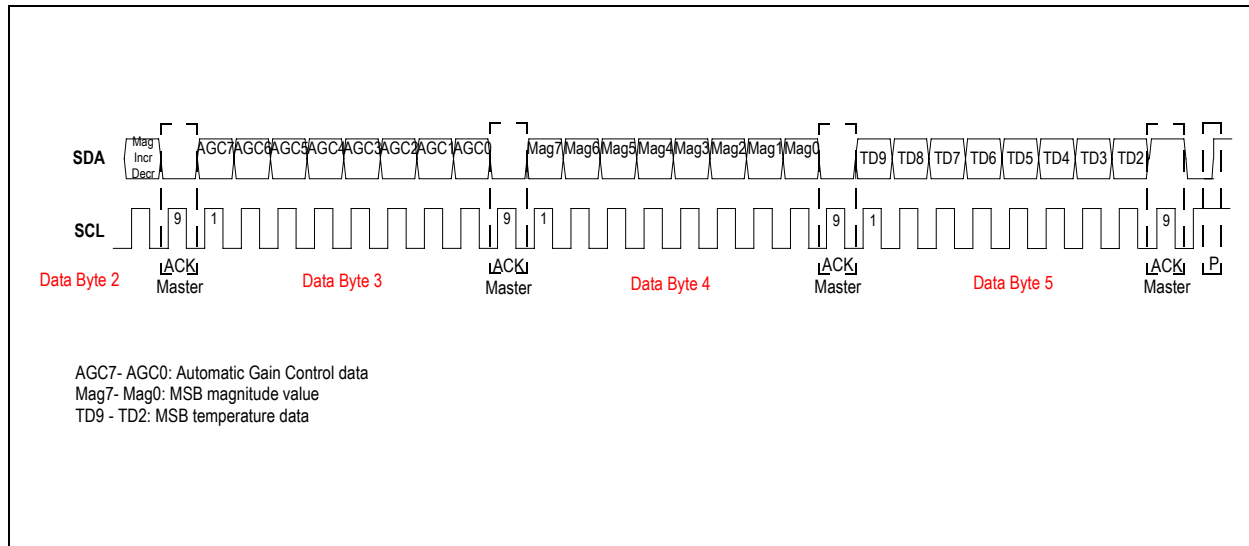 SDA
Mag
Incr
Decr
AGC7 AGC6 AGC5 AGC4 AGC3 AGC2 AGC1 AGC0
Mag7 Mag6 Mag5 Mag4 Mag3 Mag2 Mag1 Mag0
TD9 TD8 TD7 TD6 TD5 TD4 TD3 TD2
SCL
9 1 9 1 9 1 9
Data Byte 2
ACK
Master
Data Byte 3
ACK
Master
Data Byte 4
ACK
Master
Data Byte 5
ACK
Master
P
AGC7- AGC0: Automatic Gain Control data
Mag7- Mag0: MSB magnitude value
TD9 - TD2: MSB temperature data